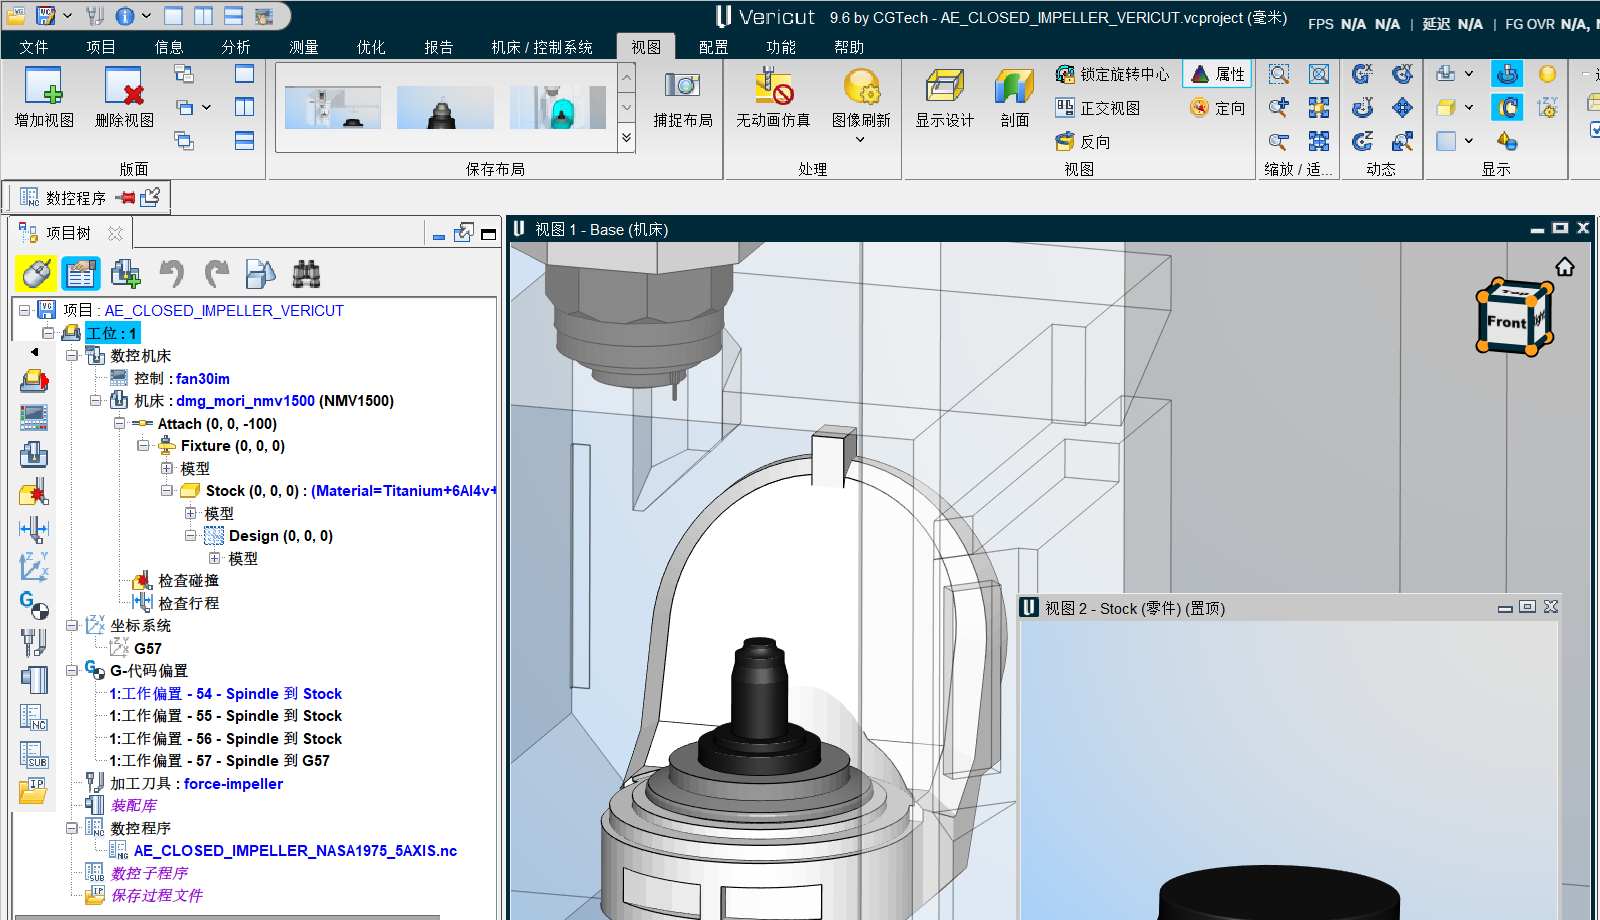 Vericut 9.6 by CGTech - AE_CLOSED_IMPELLER_VERICUT.vcproject (毫米)
FPS N/A N/A | 延迟 N/A | FG OVR N/A,
文件 项目 信息 分析 测量 优化 报告 机床 / 控制系统 视图 配置 功能 帮助
增加视图 删除视图 捕捉布局 无动画仿真 图像刷新 显示设计 剖面
锁定旋转中心 属性
正交视图 定向
反向
版面 保存布局 处理 视图 缩放 / 适... 动态 显示
数控程序
项目树
视图 1 - Base (机床)
Top
Front
Right
项目 : AE_CLOSED_IMPELLER_VERICUT
工位 : 1
数控机床
控制 : fan30im
机床 : dmg_mori_nmv1500 (NMV1500)
Attach (0, 0, -100)
Fixture (0, 0, 0)
模型
Stock (0, 0, 0) : (Material=Titanium+6Al4v+
模型
Design (0, 0, 0)
模型
检查碰撞
检查行程
坐标系统
G57
G-代码偏置
1:工作偏置 - 54 - Spindle 到 Stock
1:工作偏置 - 55 - Spindle 到 Stock
1:工作偏置 - 56 - Spindle 到 Stock
1:工作偏置 - 57 - Spindle 到 G57
加工刀具 : force-impeller
装配库
数控程序
AE_CLOSED_IMPELLER_NASA1975_5AXIS.nc
数控子程序
保存过程文件
视图 2 - Stock (零件) (置顶)